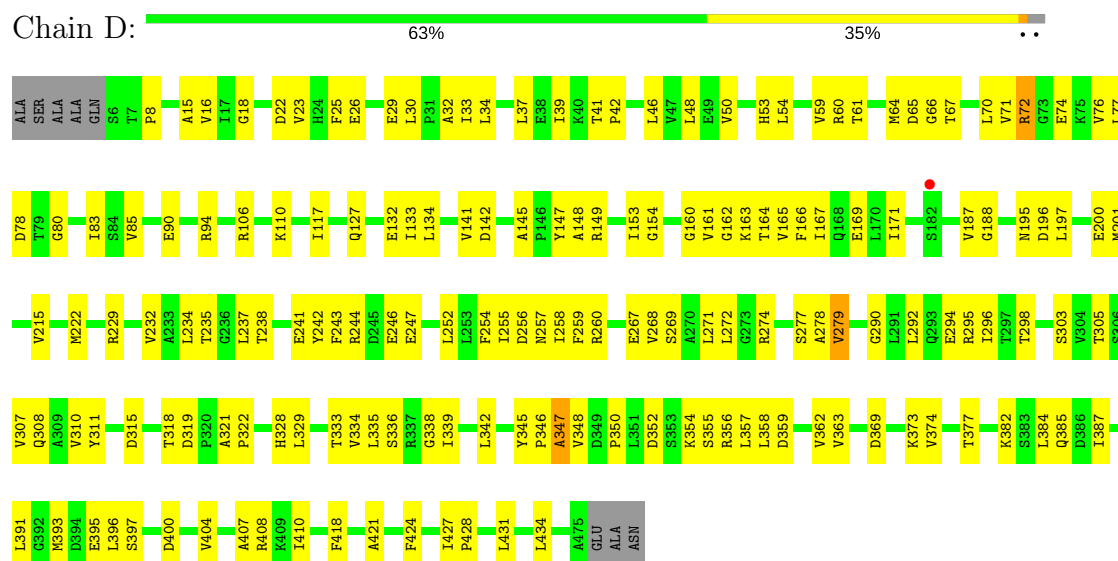 Chain D:
63% 35% • •
ALA SER ALA ALA GLN S6 T7 P8 A15 V16 I17 G18 D22 V23 H24 F25 E26 E29 L30 P31 A32 I33 L34 L37 E38 I39 K40 T41 P42 L46 V47 L48 E49 V50 H53 L54 V59 R60 T61 M64 D65 G66 T67 L70 V71 R72 G73 E74 K75 V76 L77
D78 T79 G80 I83 S84 V85 E90 R94 R106 K110 I117 Q127 E132 I133 L134 V141 D142 A145 P146 Y147 A148 R149 I153 G154 G160 V161 G162 K163 T164 V165 F166 I167 Q168 E169 L170 I171 S182 V187 G188 N195 D196 L197 E200 M201
V215 M222 R229 V232 A233 L234 T235 G236 L237 T238 E241 Y242 F243 R244 D245 E246 E247 L252 L253 F254 I255 D256 N257 I258 F259 R260 E267 V268 S269 A270 L271 L272 G273 R274 S277 A278 V279 G290 L291 L292 Q293 E294 R295 I296 T297 T298 S303 V304 T305 S306
V307 Q308 A309 V310 Y311 D315 T318 D319 P320 A321 P322 H328 L329 T333 V334 L335 S336 R337 G338 I339 L342 Y345 P346 A347 V348 D349 P350 L351 D352 S353 K354 S355 R356 L357 L358 D359 V362 V363 D369 K373 V374 T377 K382 S383 L384 Q385 D386 I387
L391 G392 M393 D394 E395 L396 S397 D400 V404 A407 R408 K409 I410 F418 A421 F424 I427 P428 L431 L434 A475 GLU ALA ASN